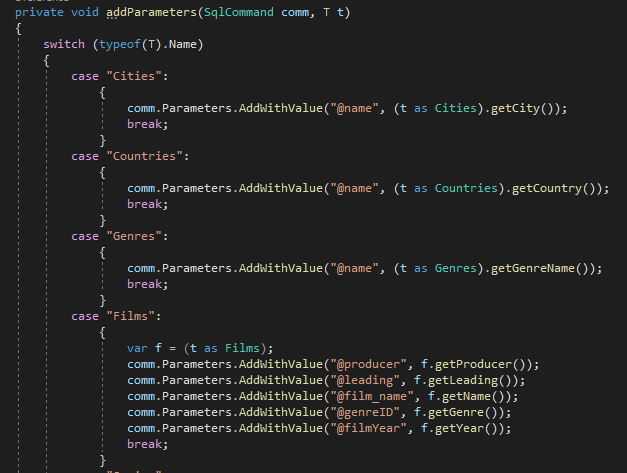 private void addParameters(SqlCommand comm, T t)
{
switch (typeof(T).Name)
{
case "Cities":
{
comm.Parameters.AddWithValue("@name", (t as Cities).getCity());
break;
}
case "Countries":
{
comm.Parameters.AddWithValue("@name", (t as Countries).getCountry());
break;
}
case "Genres":
{
comm.Parameters.AddWithValue("@name", (t as Genres).getGenreName());
break;
}
case "Films":
{
var f = (t as Films);
comm.Parameters.AddWithValue("@producer", f.getProducer());
comm.Parameters.AddWithValue("@leading", f.getLeading());
comm.Parameters.AddWithValue("@film_name", f.getName());
comm.Parameters.AddWithValue("@genreID", f.getGenre());
comm.Parameters.AddWithValue("@filmYear", f.getYear());
break;
}